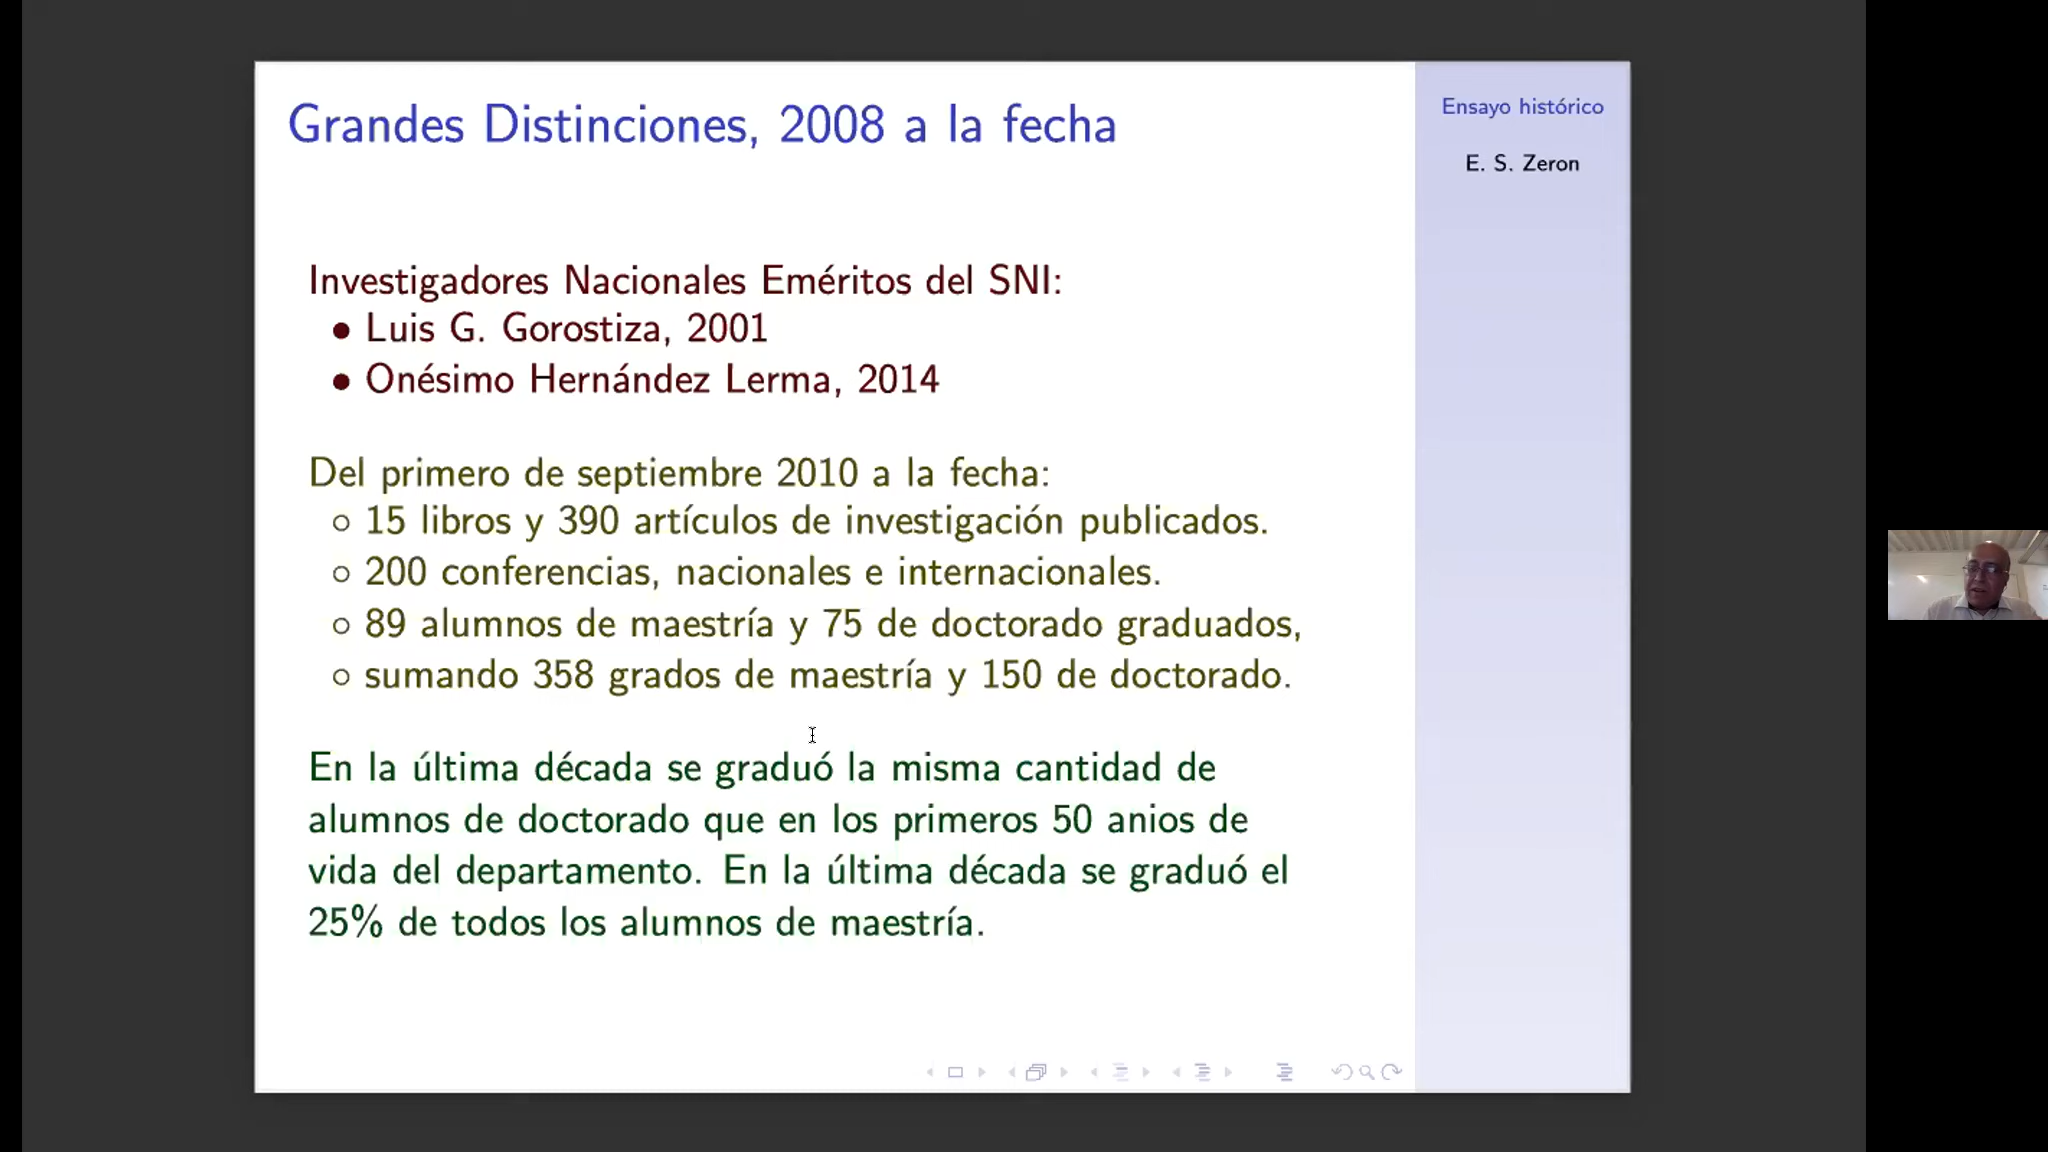 Grandes Distinciones, 2008 a la fecha
Investigadores Nacionales Eméritos del SNI:
• Luis G. Gorostiza, 2001
• Onésimo Hernández Lerma, 2014
Del primero de septiembre 2010 a la fecha:
○ 15 libros y 390 artículos de investigación publicados.
○ 200 conferencias, nacionales e internacionales.
○ 89 alumnos de maestría y 75 de doctorado graduados,
○ sumando 358 grados de maestría y 150 de doctorado.
En la última década se graduó la misma cantidad de
alumnos de doctorado que en los primeros 50 anios de
vida del departamento. En la última década se graduó el
25% de todos los alumnos de maestría.
Ensayo histórico
E. S. Zeron